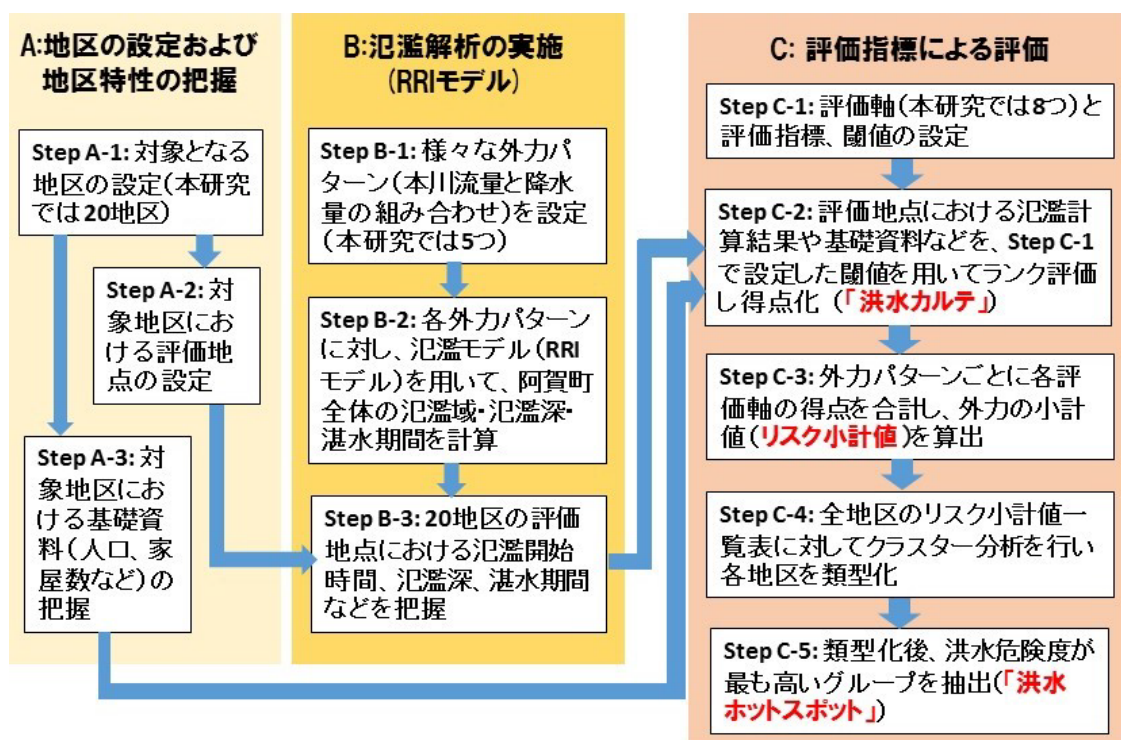 A:地区の設定および
地区特性の把握
Step A-1: 対象となる
地区の設定(本研究
では20地区)
Step A-2: 対
象地区にお
ける評価地
点の設定
Step A-3: 対
象地区にお
ける基礎資
料(人口、家
屋数など)の
把握
B:氾濫解析の実施
(RRIモデル)
Step B-1: 様々な外力パ
ターン(本川流量と降水
量の組み合わせ)を設定
(本研究では5つ)
Step B-2: 各外力パターン
に対し、氾濫モデル(RRI
モデル)を用いて、阿賀町
全体の氾濫域・氾濫深・
湛水期間を計算
Step B-3: 20地区の評価
地点における氾濫開始
時間、氾濫深、湛水期間
などを把握
C: 評価指標による評価
Step C-1: 評価軸(本研究では8つ)と
評価指標、閾値の設定
Step C-2: 評価地点における氾濫計
算結果や基礎資料などを、Step C-1
で設定した閾値を用いてランク評価
し得点化 (「洪水カルテ」)
Step C-3: 外力パターンごとに各評
価軸の得点を合計し、外力の小計
値(リスク小計値)を算出
Step C-4: 全地区のリスク小計値一
覧表に対してクラスター分析を行い
各地区を類型化
Step C-5: 類型化後、洪水危険度が
最も高いグループを抽出(「洪水
ホットスポット」)